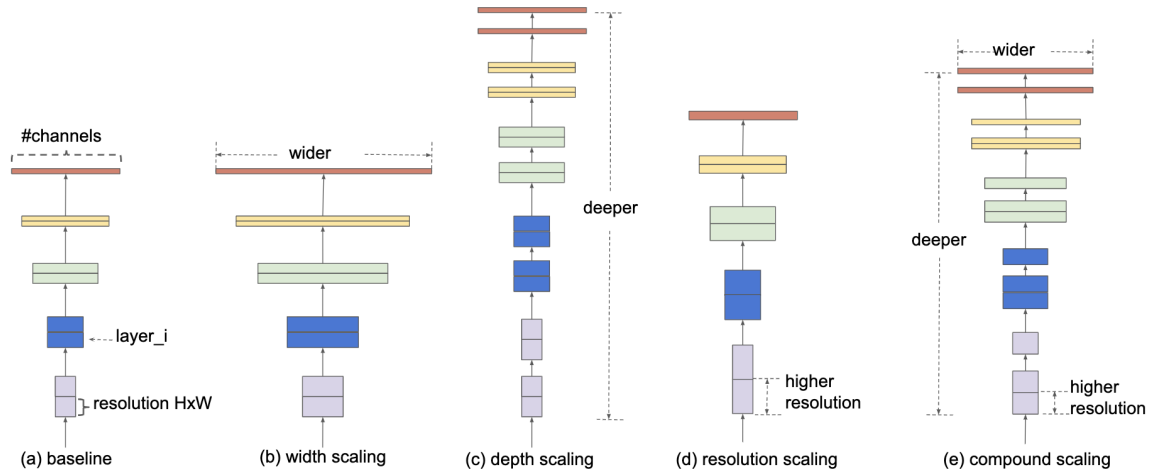 #channels
layer_i
resolution HxW
(a) baseline
wider
(b) width scaling
deeper
(c) depth scaling
higher
resolution
(d) resolution scaling
wider
deeper
higher
resolution
(e) compound scaling